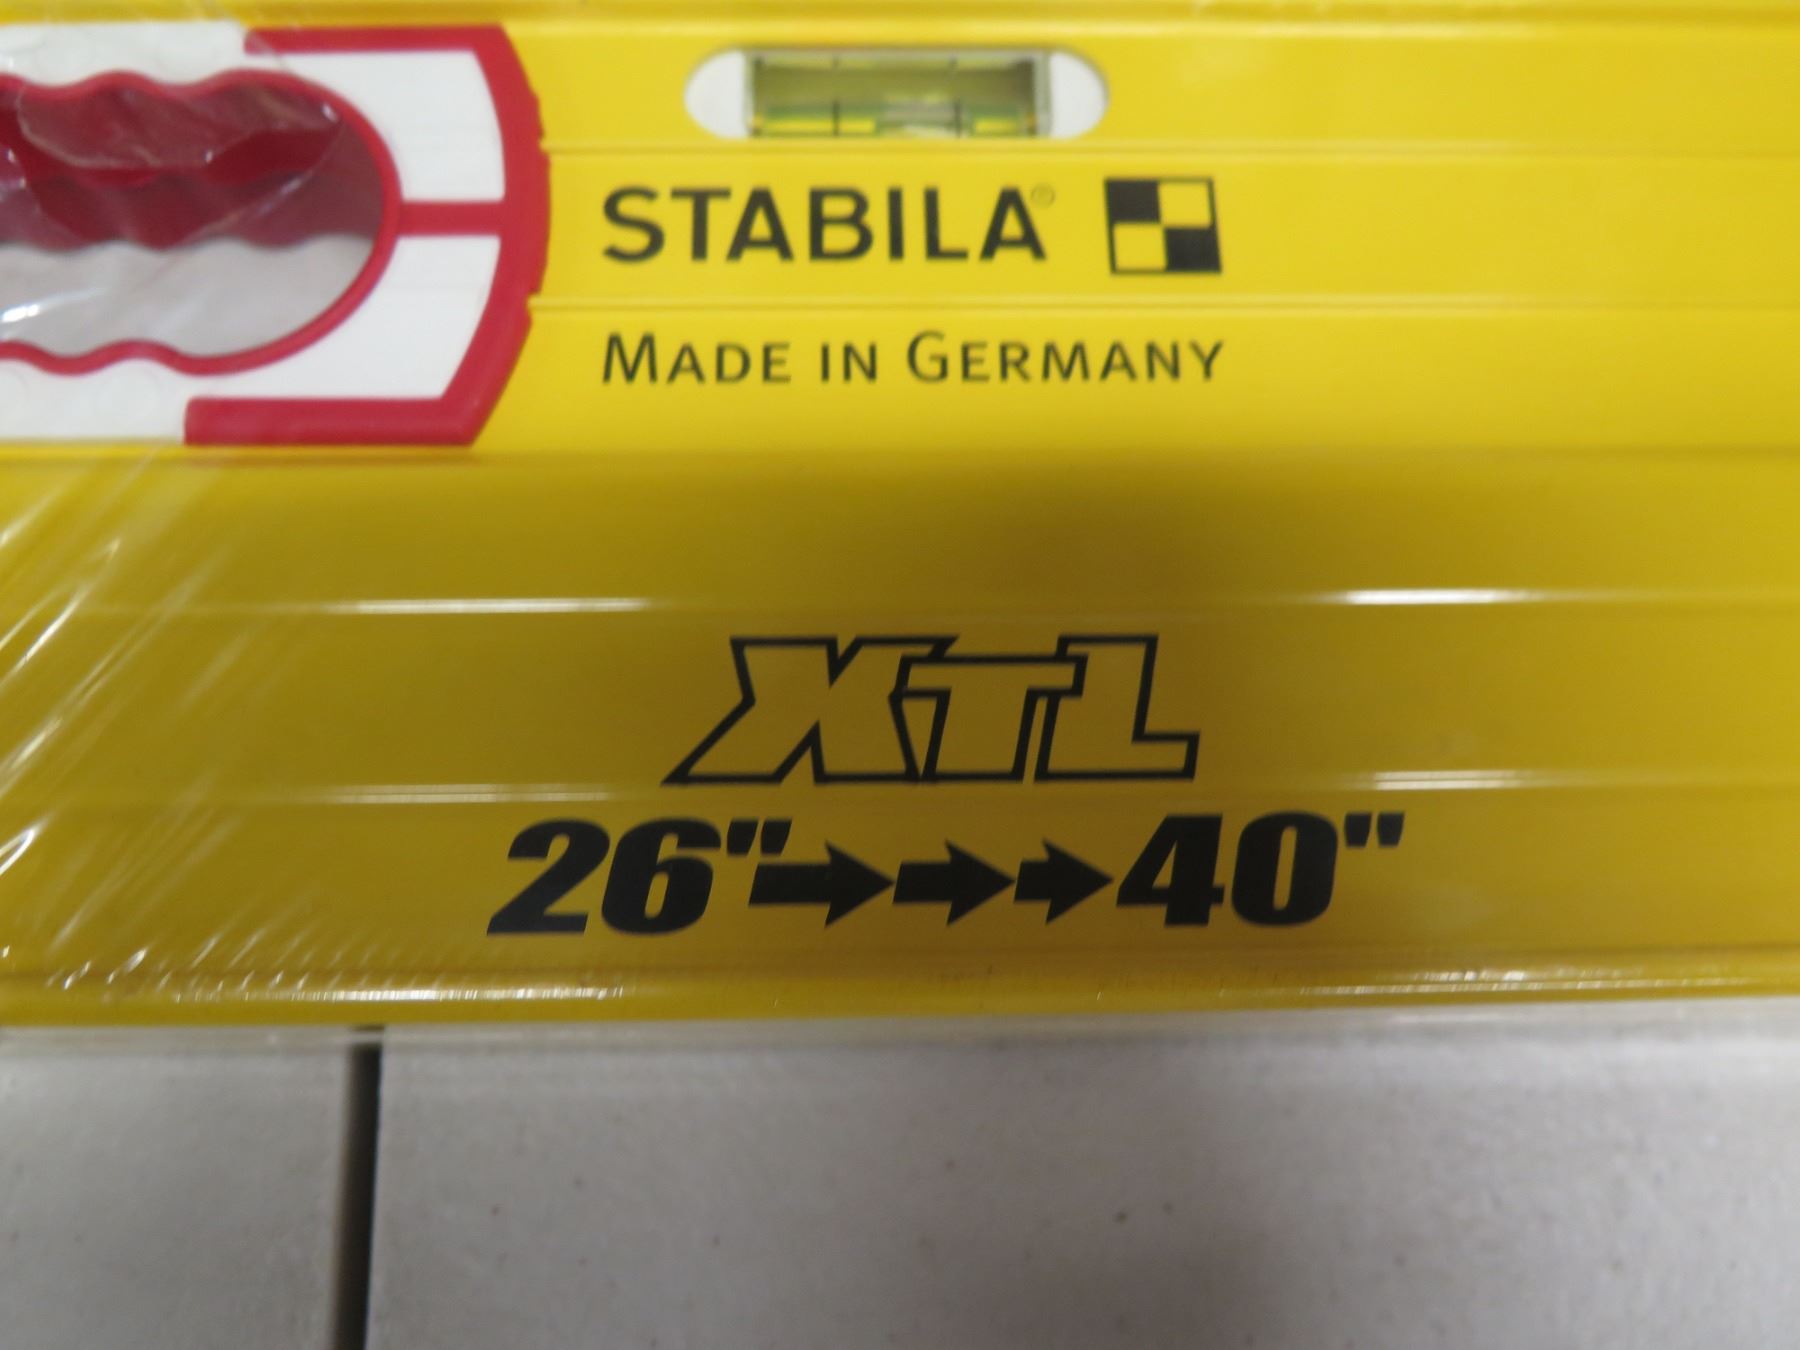 STABILA®
MADE IN GERMANY
XTL
26" 40"